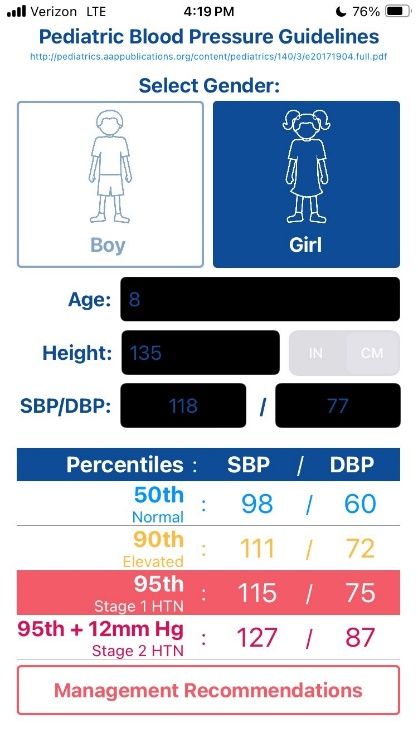 Verizon LTE 4:19 PM 76%
Pediatric Blood Pressure Guidelines
http://pediatrics.aappublications.org/content/pediatrics/140/3/e20171904.full.pdf
Select Gender:
Boy Girl
Age: 8
Height: 135 IN CM
SBP/DBP: 118 / 77
Percentiles : SBP / DBP
50th
Normal : 98 / 60
90th
Elevated : 111 / 72
95th
Stage 1 HTN : 115 / 75
95th + 12mm Hg
Stage 2 HTN : 127 / 87
Management Recommendations